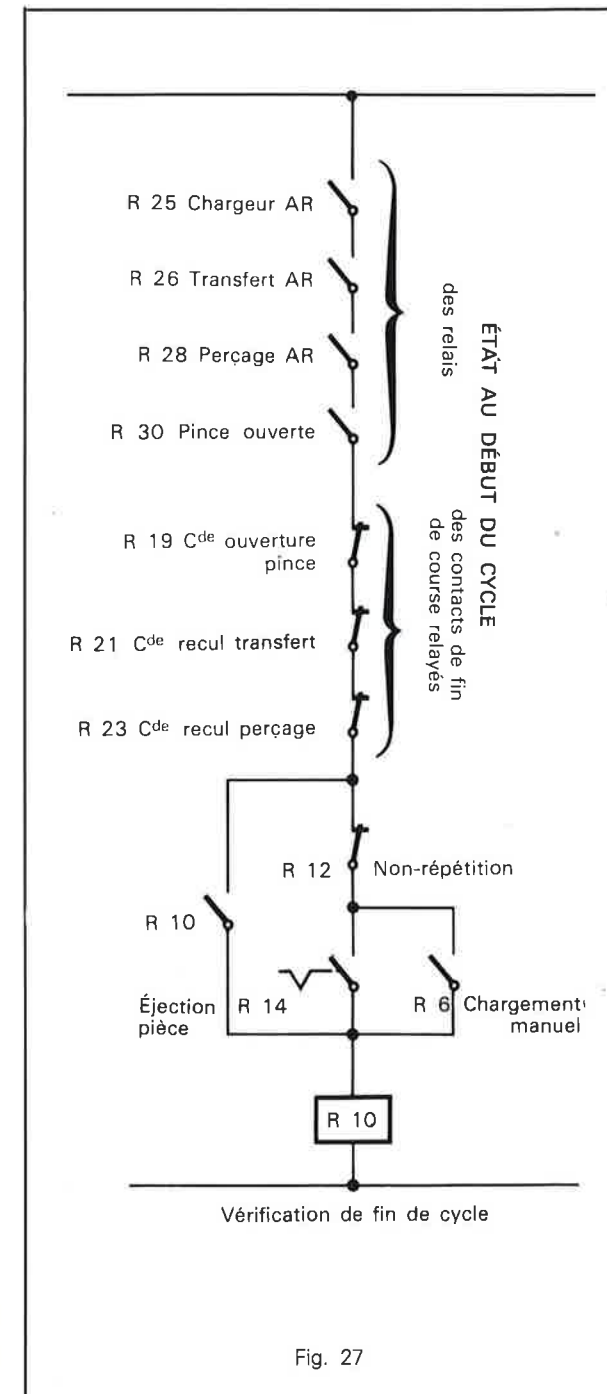 R 25 Chargeur AR
R 26 Transfert AR
R 28 Perçage AR
R 30 Pince ouverte
des relais
ÉTAT AU DÉBUT DU CYCLE
R 19 Cde ouverture
pince
R 21 Cde recul transfert
R 23 Cde recul perçage
des contacts de fin
de course relayés
R 12 Non-répétition
R 10
Éjection R 14
pièce
R 6 Chargement
manuel
R 10
Vérification de fin de cycle
Fig. 27